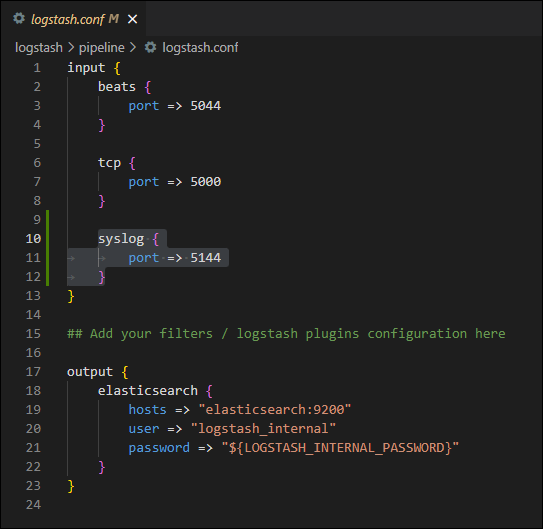 logstash.conf M ×
logstash > pipeline > logstash.conf
1 input {
2     beats {
3         port => 5044
4     }
5
6     tcp {
7         port => 5000
8     }
9
10     syslog {
11         port => 5144
12     }
13 }
14
15 ## Add your filters / logstash plugins configuration here
16
17 output {
18     elasticsearch {
19         hosts => "elasticsearch:9200"
20         user => "logstash_internal"
21         password => "${LOGSTASH_INTERNAL_PASSWORD}"
22     }
23 }
24